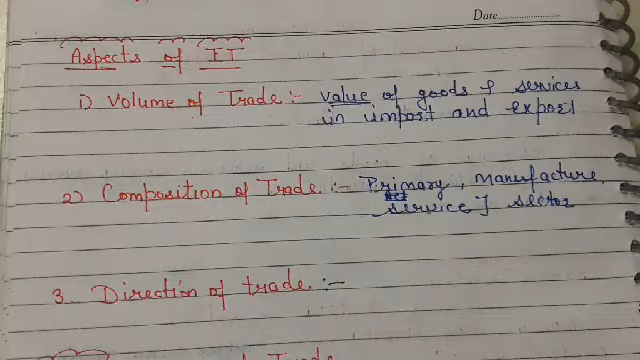 Date
Aspects of IT
1) Volume of Trade :- value of goods & services
in import and export
2) Composition of Trade :- Primary, manufacture,
service } sector
3. Direction of trade :-
Trade